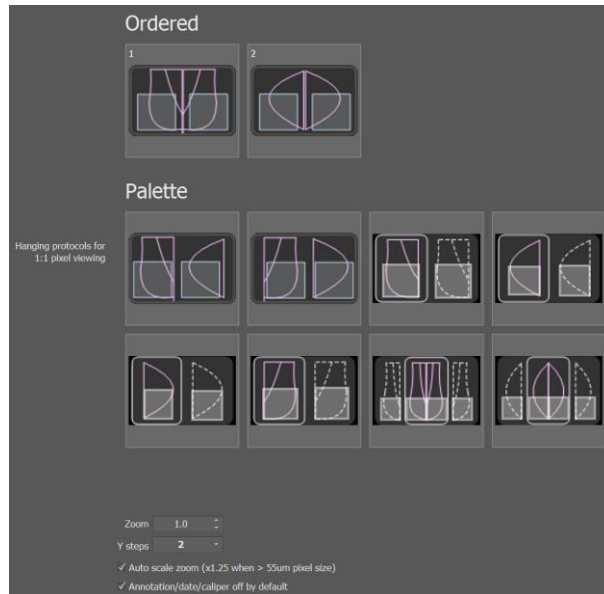 Ordered
1
2
Palette
Hanging protocols for
1:1 pixel viewing
Zoom 1.0
Y steps 2
Auto scale zoom (x1.25 when > 55um pixel size)
Annotation/date/caliper off by default